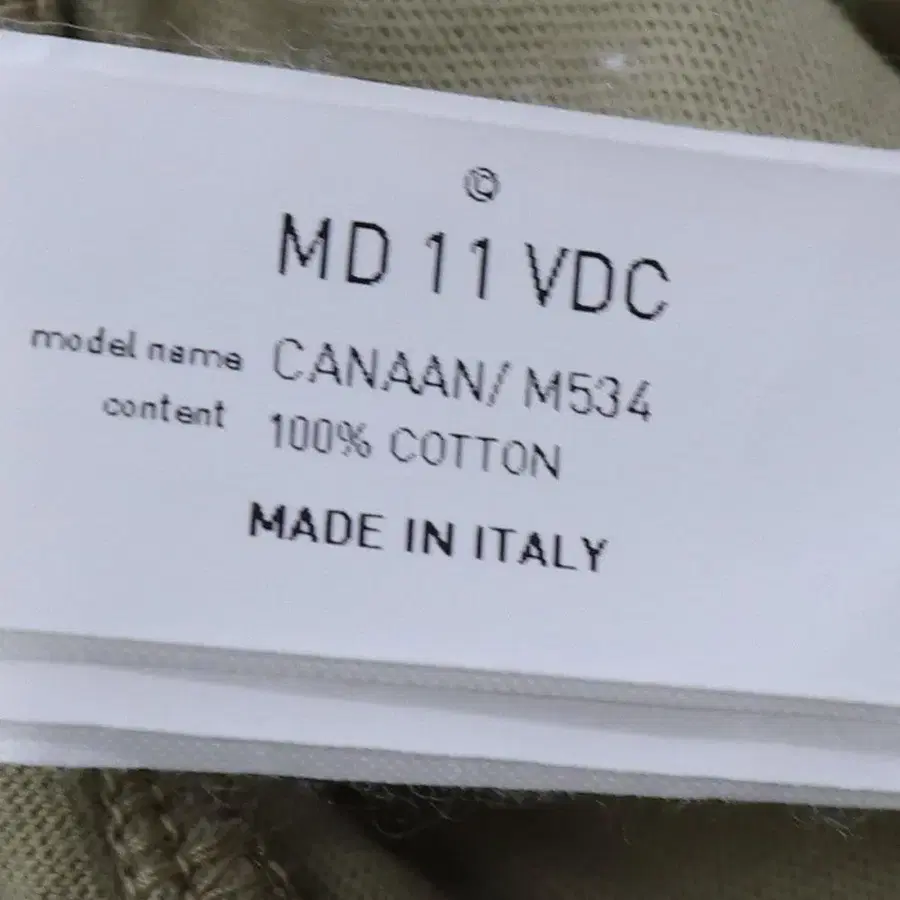 MD 11 VDC
model name CANAAN/ M534
content 100% COTTON
MADE IN ITALY